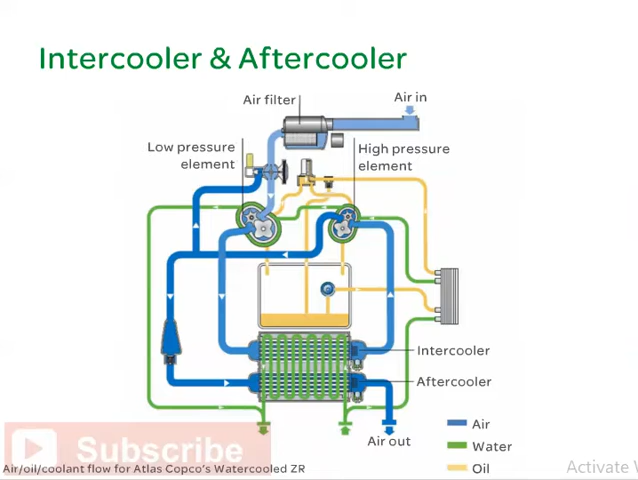 Intercooler & Aftercooler
Air filter
Air in
Low pressure
element
High pressure
element
Intercooler
Aftercooler
Air out
Air
Water
Oil
Subscribe
Air/oil/coolant flow for Atlas Copco's Watercooled ZR
Activate